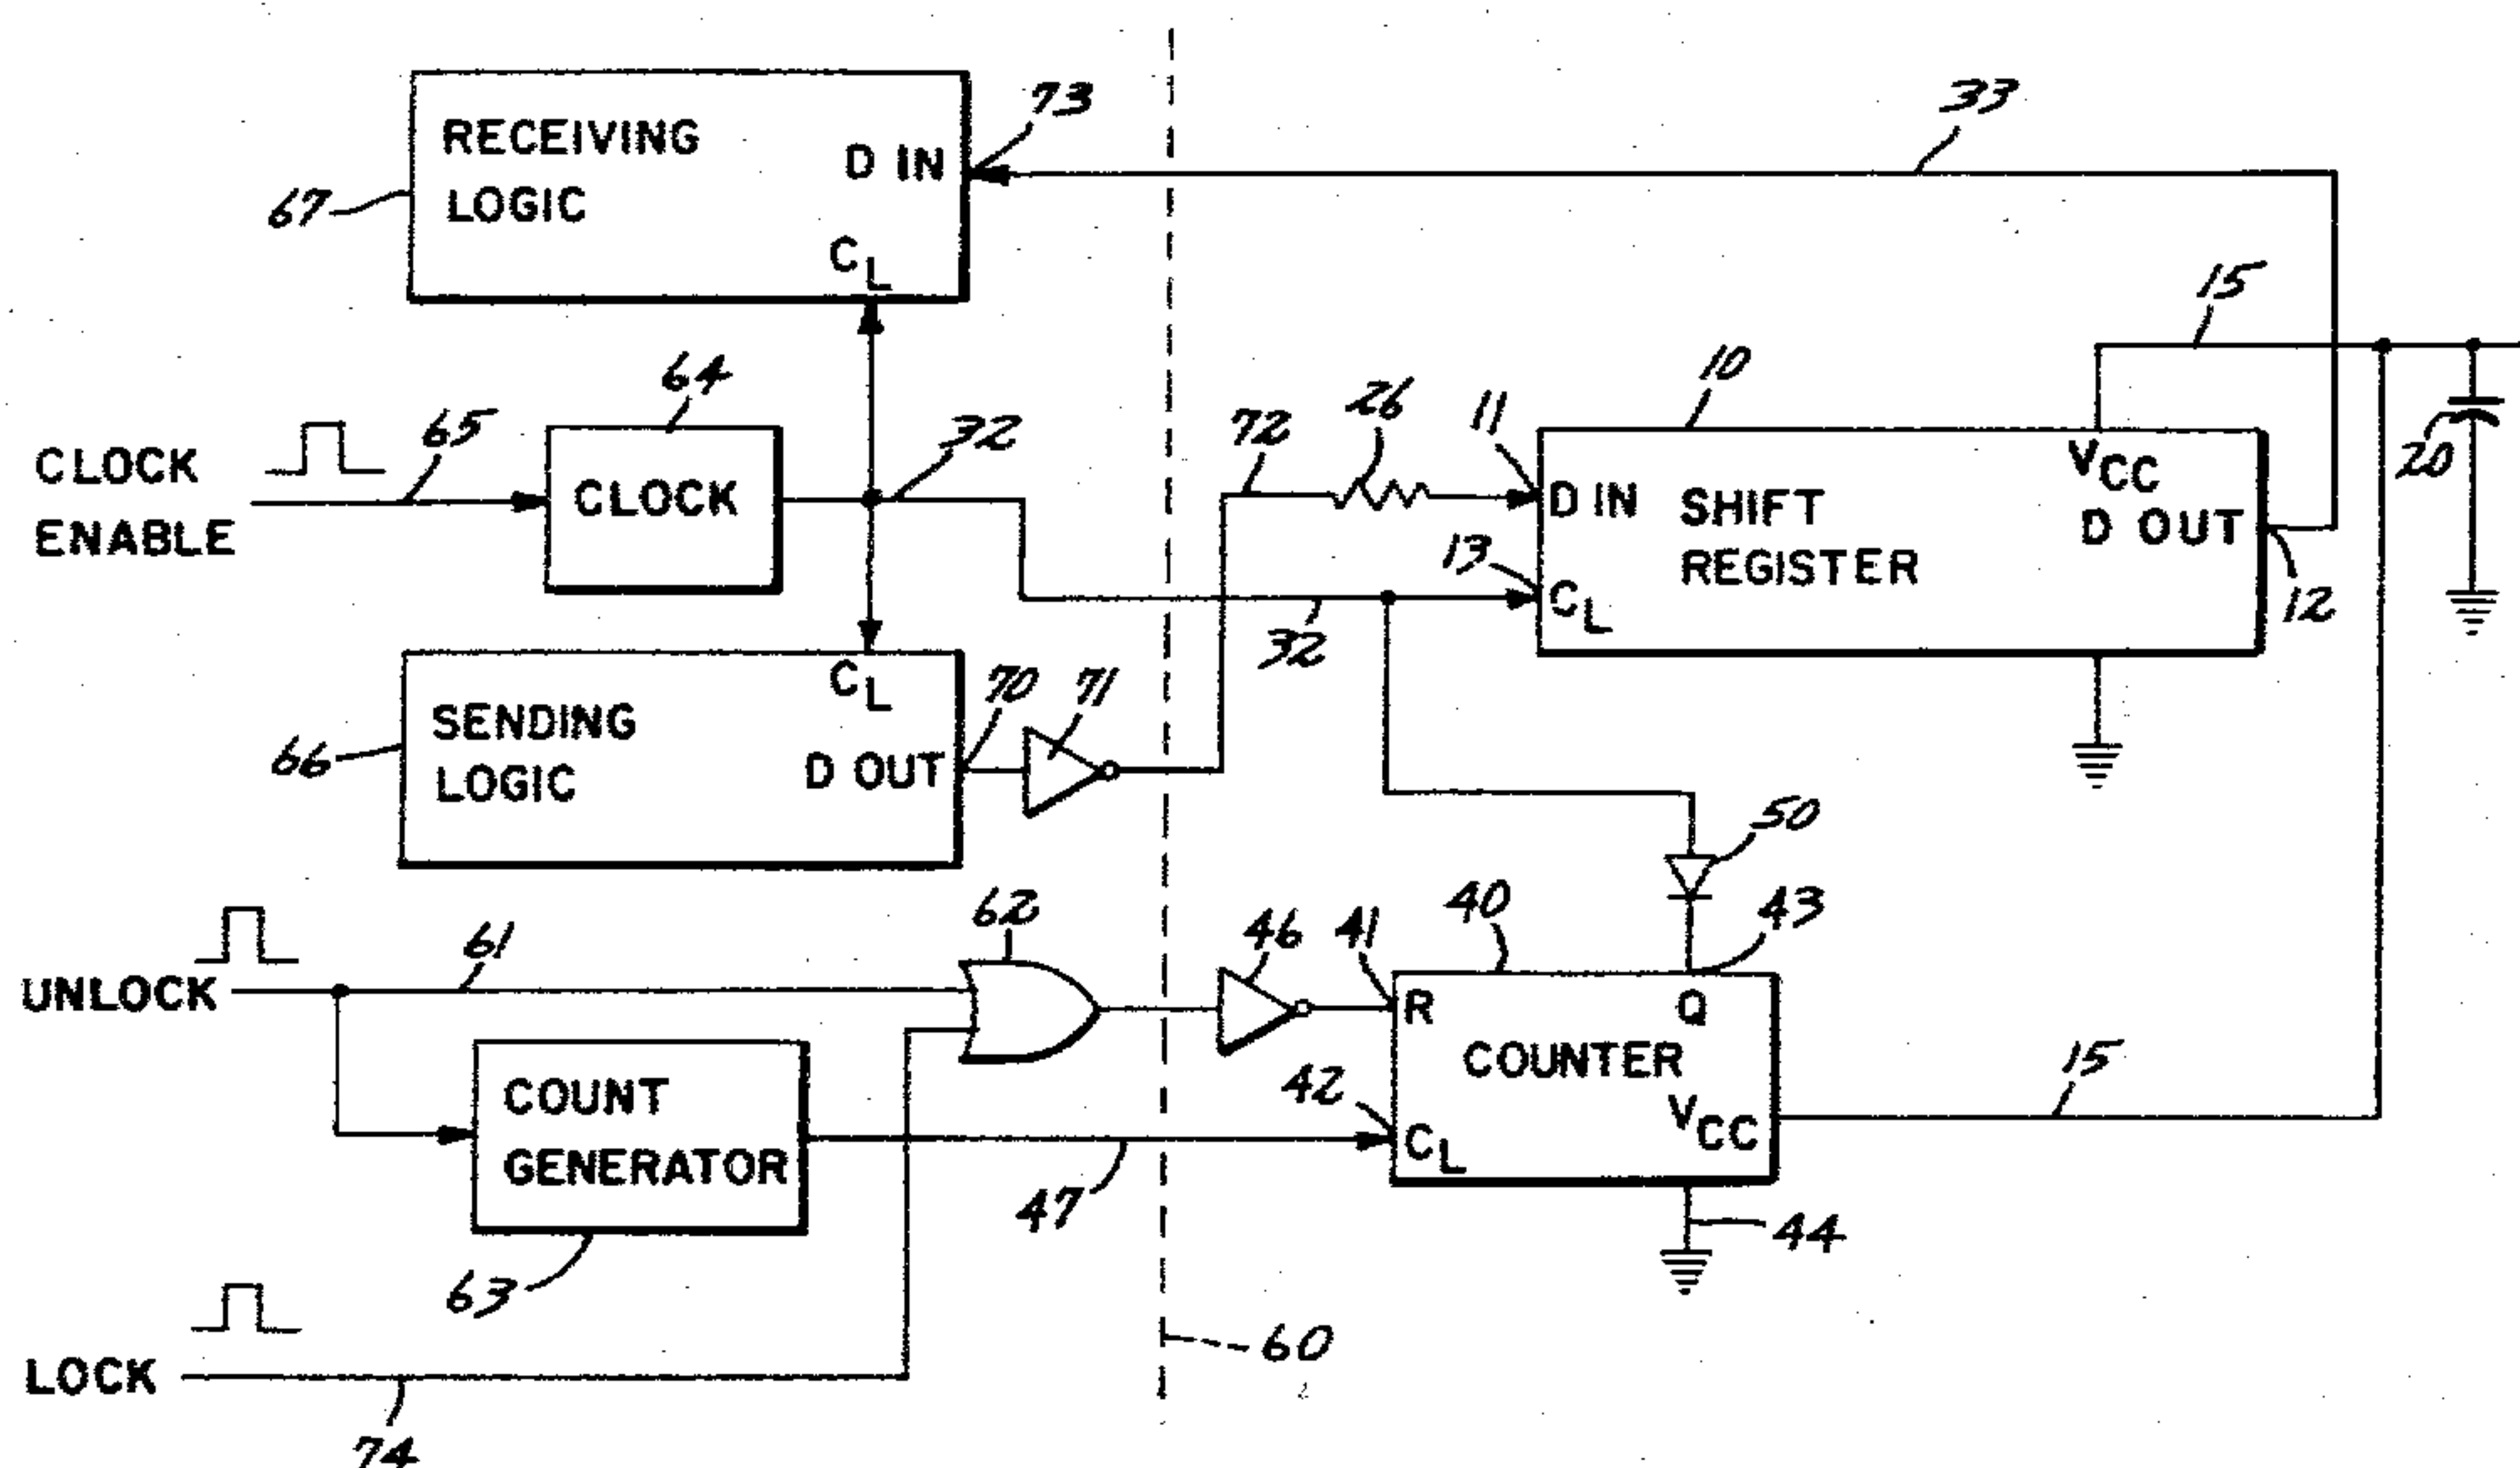 73
33
RECEIVING
LOGIC
D IN
CL
67
15
64
10
CLOCK
ENABLE
65
CLOCK
32
72
26
11
D IN
SHIFT
REGISTER
VCC
D OUT
20
13
CL
32
12
CL
SENDING
LOGIC
D OUT
66
70
71
50
UNLOCK
61
62
46
41
40
43
R
Q
COUNTER
VCC
CL
42
15
COUNT
GENERATOR
47
44
63
60
LOCK
74